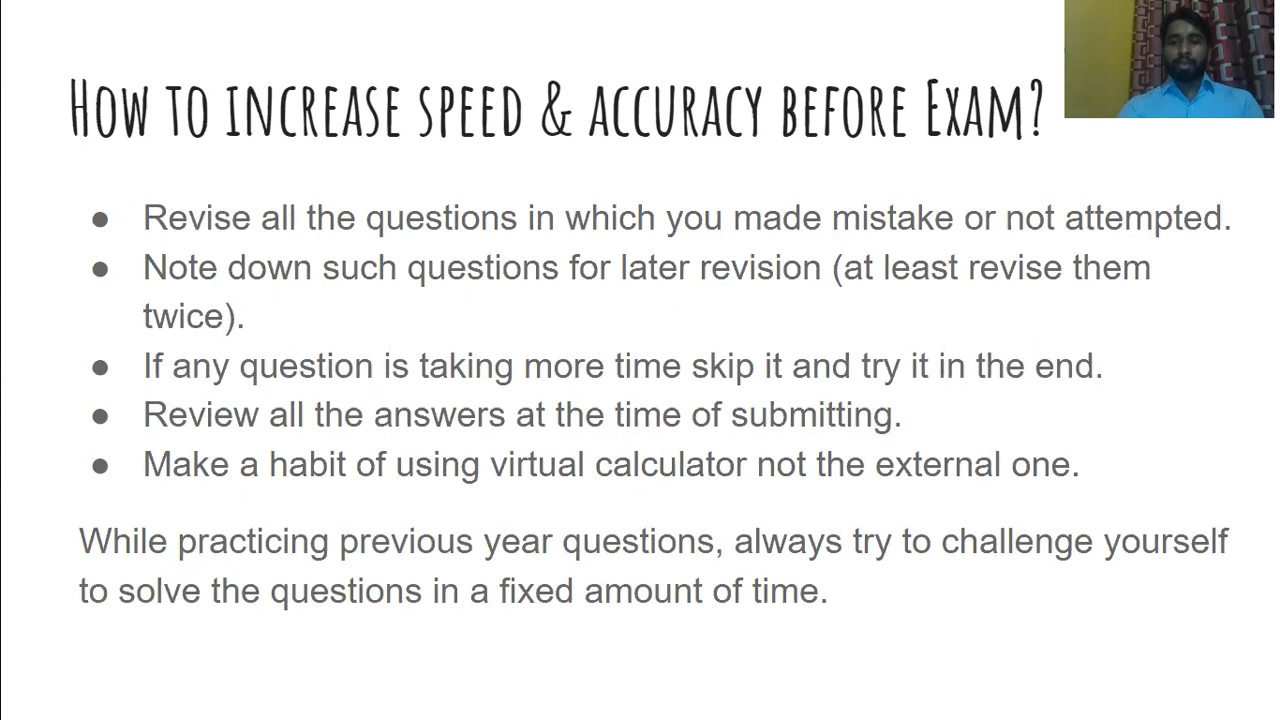 How to increase speed & accuracy before Exam?
● Revise all the questions in which you made mistake or not attempted.
● Note down such questions for later revision (at least revise them
twice).
● If any question is taking more time skip it and try it in the end.
● Review all the answers at the time of submitting.
● Make a habit of using virtual calculator not the external one.
While practicing previous year questions, always try to challenge yourself
to solve the questions in a fixed amount of time.